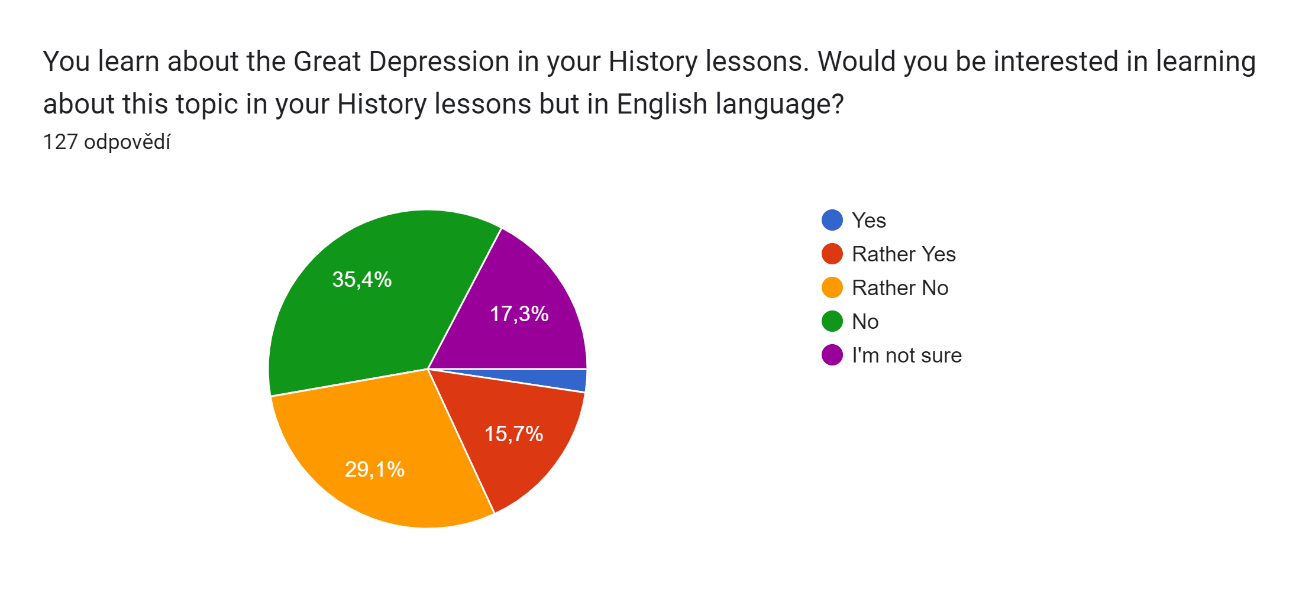 You learn about the Great Depression in your History lessons. Would you be interested in learning
about this topic in your History lessons but in English language?
127 odpovědí
35,4%
17,3%
15,7%
29,1%
Yes
Rather Yes
Rather No
No
I'm not sure